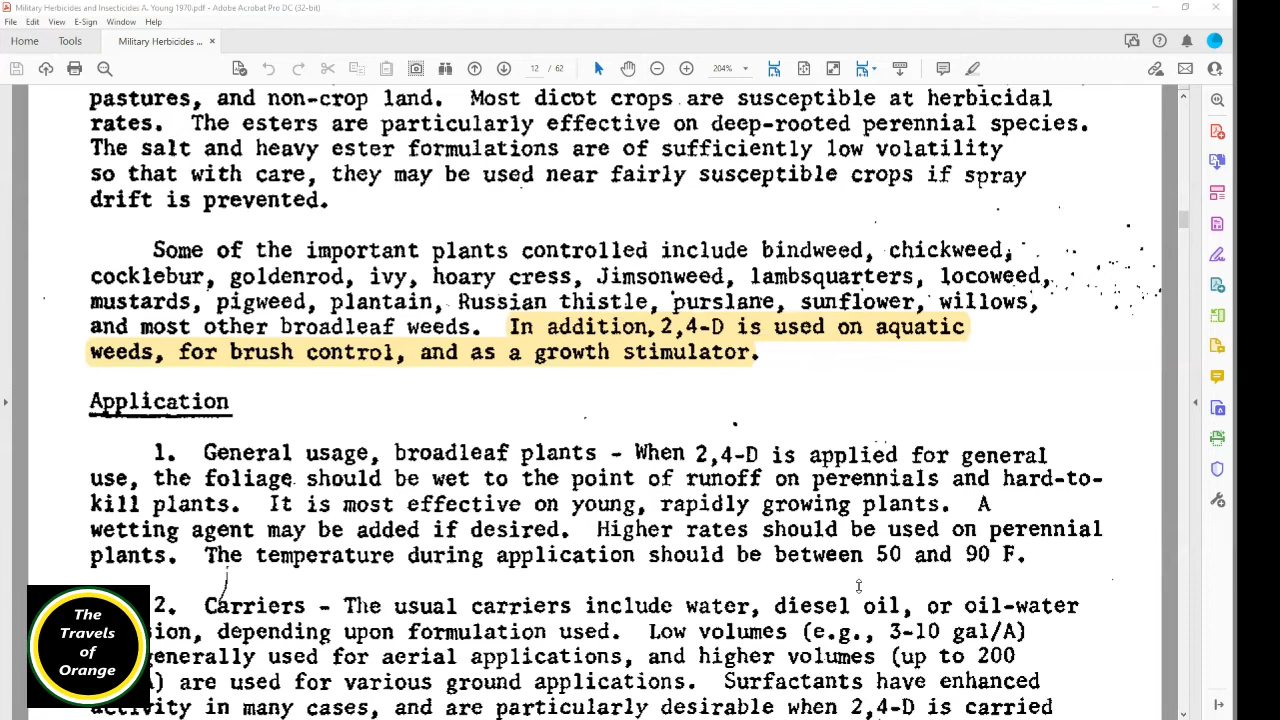 Military Herbicides and Insecticides A. Young 1970.pdf - Adobe Acrobat Pro DC (32-bit)
File Edit View E-Sign Window Help
Home Tools Military Herbicides ... ×
12 / 62 204%
pastures, and non-crop land. Most dicot crops are susceptible at herbicidal
rates. The esters are particularly effective on deep-rooted perennial species.
The salt and heavy ester formulations are of sufficiently low volatility
so that with care, they may be used near fairly susceptible crops if spray
drift is prevented.
Some of the important plants controlled include bindweed, chickweed,
cocklebur, goldenrod, ivy, hoary cress, Jimsonweed, lambsquarters, locoweed,
mustards, pigweed, plantain, Russian thistle, purslane, sunflower, willows,
and most other broadleaf weeds. In addition, 2,4-D is used on aquatic
weeds, for brush control, and as a growth stimulator.
Application
1. General usage, broadleaf plants - When 2,4-D is applied for general
use, the foliage should be wet to the point of runoff on perennials and hard-to-
kill plants. It is most effective on young, rapidly growing plants. A
wetting agent may be added if desired. Higher rates should be used on perennial
plants. The temperature during application should be between 50 and 90 F.
2. Carriers - The usual carriers include water, diesel oil, or oil-water
sion, depending upon formulation used. Low volumes (e.g., 3-10 gal/A)
generally used for aerial applications, and higher volumes (up to 200
) are used for various ground applications. Surfactants have enhanced
activity in many cases, and are particularly desirable when 2,4-D is carried
The
Travels
of
Orange